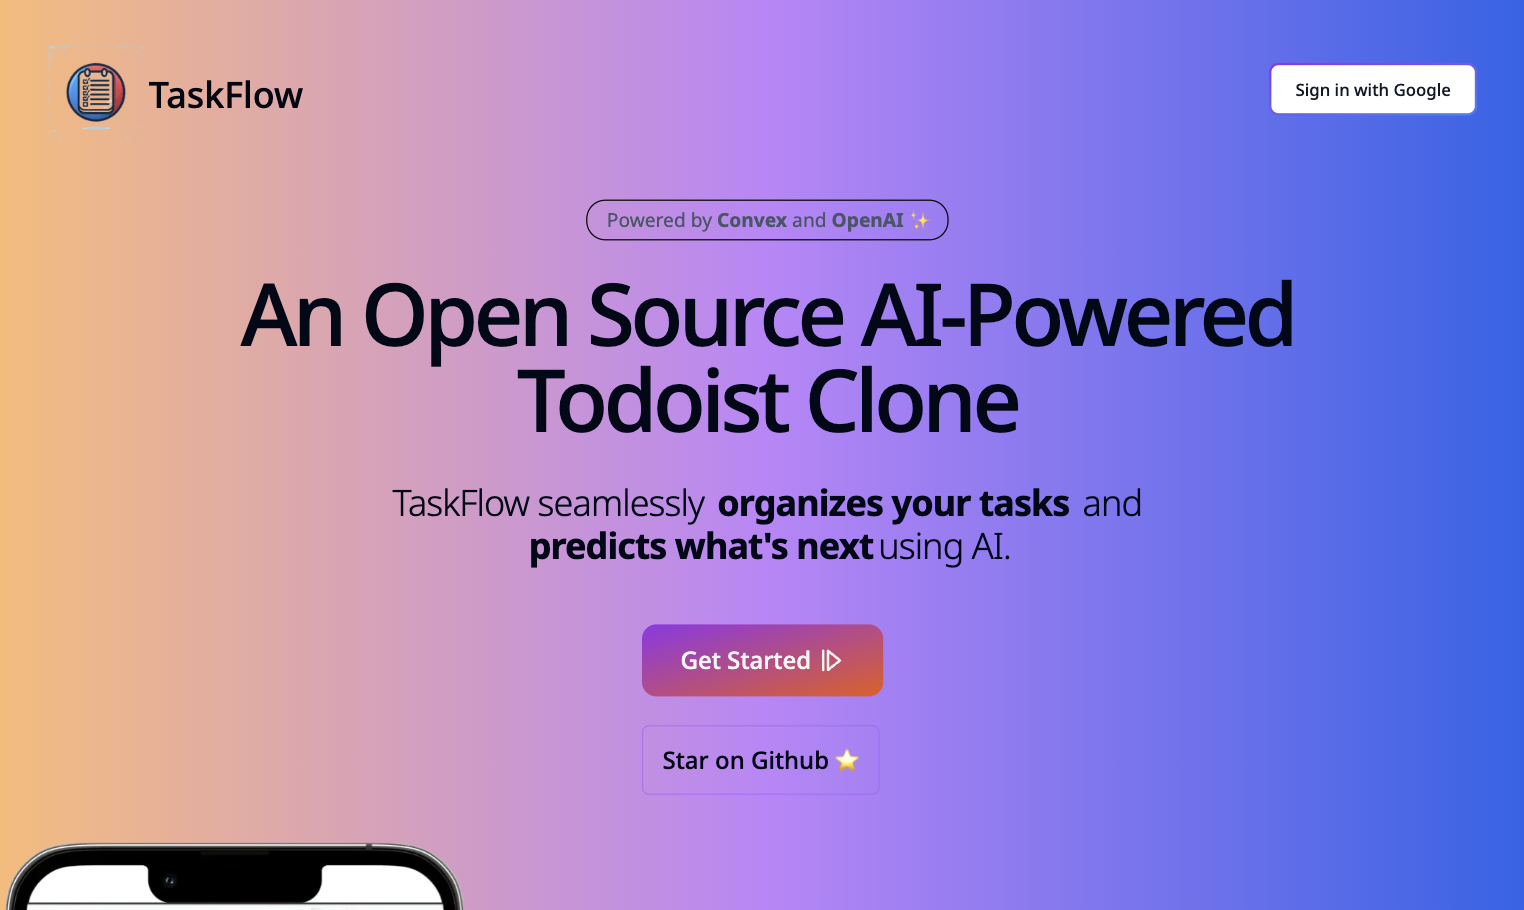 TaskFlow
Sign in with Google
Powered by Convex and OpenAI ✨
An Open Source AI-Powered
Todoist Clone
TaskFlow seamlessly organizes your tasks and
predicts what's next using AI.
Get Started
Star on Github ⭐